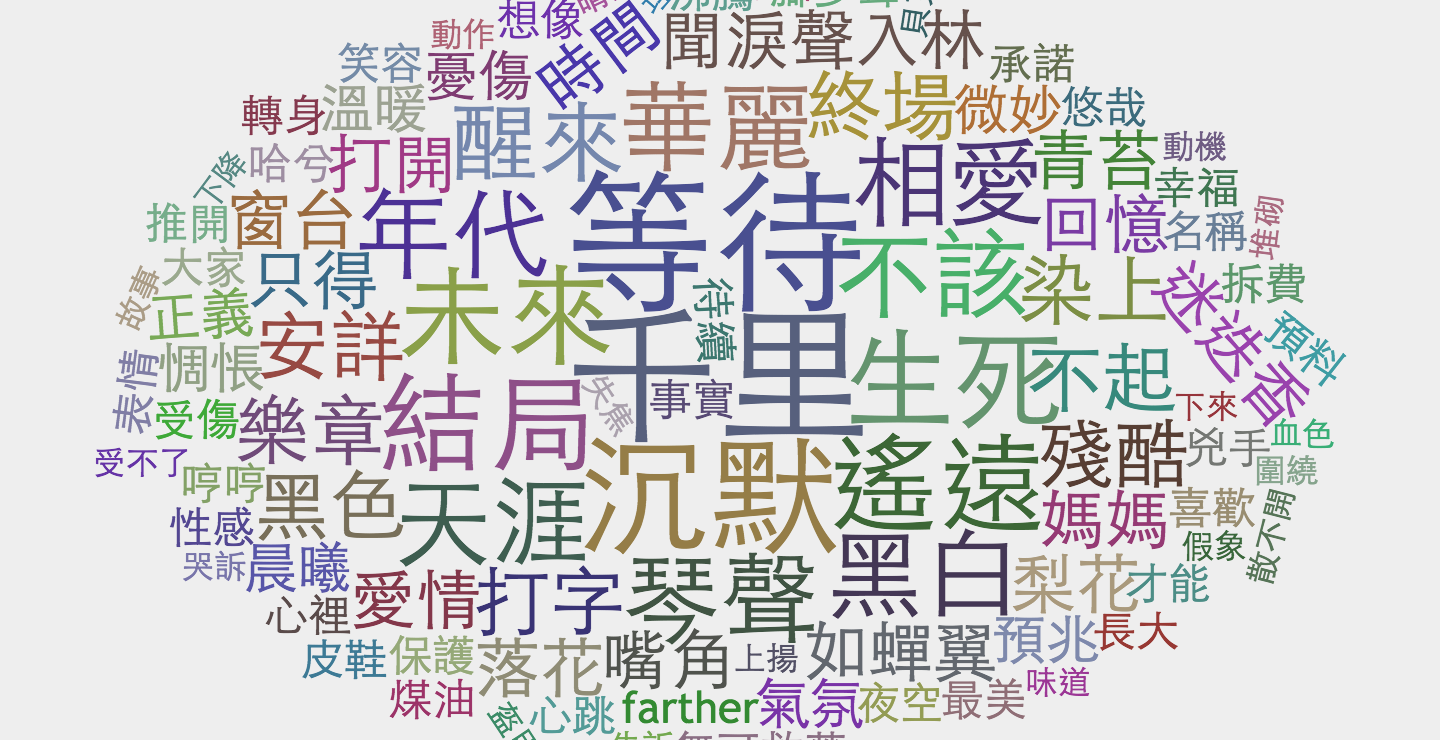 想像
動作
時間
聞淚聲入林
笑容
憂傷
承諾
轉身
溫暖
醒來
華麗
終場
微妙
悠哉
哈兮
打開
相愛
青苔
動機
下降
幸福
推開
窗台
年代
等待
回憶
名稱
堆砌
大家
只得
不該
染上
拆費
故事
正義
未來
待續
迷迭香
預料
安詳
千里
惆悵
表情
失焦
事實
生死
不起
下來
受傷
樂章
結局
殘酷
兇手
血色
受不了
哼哼
黑色
沉默
遙遠
圍繞
媽媽
喜歡
性感
天涯
假象
散不開
哭訴
晨曦
黑白
梨花
才能
心裡
愛情
打字
琴聲
皮鞋
保護
落花
嘴角
上揚
如蟬翼
預兆
長大
煤油
心跳
farther
氣氛
夜空
最美
味道